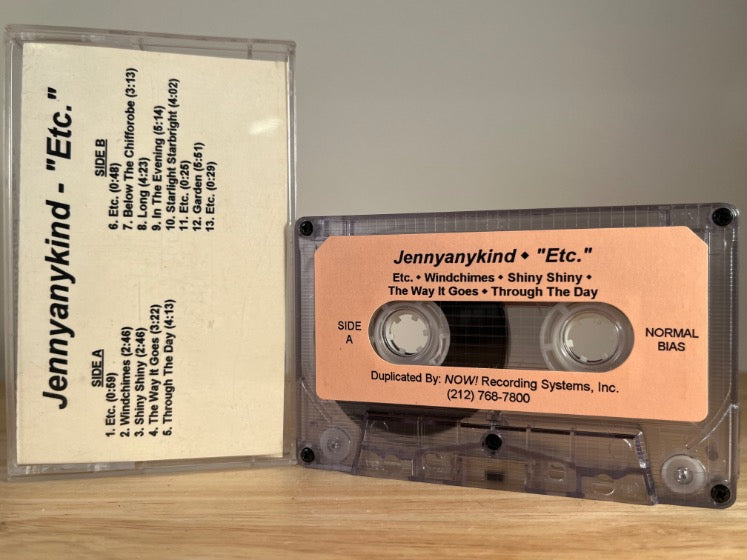 Jennyanykind - "Etc."
SIDE A
1. Etc. (0:59)
2. Windchimes (2:46)
3. Shiny Shiny (2:46)
4. The Way It Goes (3:22)
5. Through The Day (4:13)
SIDE B
6. Etc. (0:48)
7. Below The Chifforobe (3:13)
8. Long (4:23)
9. In The Evening (5:14)
10. Starlight Starbright (4:02)
11. Etc. (0:25)
12. Garden (5:51)
13. Etc. (0:29)
Jennyanykind ◆ "Etc."
Etc. ◆ Windchimes ◆ Shiny Shiny ◆
The Way It Goes ◆ Through The Day
SIDE
A
NORMAL
BIAS
Duplicated By: NOW! Recording Systems, Inc.
(212) 768-7800